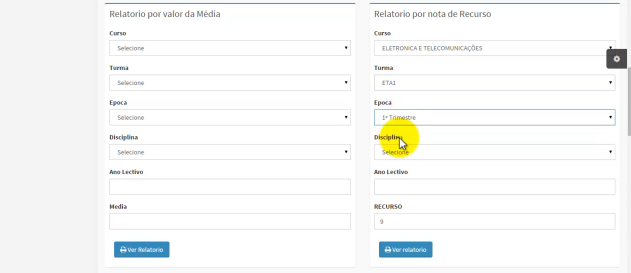 Relatorio por valor da Média
Curso
Selecione
Turma
Selecione
Epoca
Selecione
Disciplina
Selecione
Ano Lectivo
Media
Ver Relatorio
Relatorio por nota de Recurso
Curso
ELETRONICA E TELECOMUNICAÇÕES
Turma
ETA1
Epoca
1º Trimestre
Disciplina
Selecione
Ano Lectivo
RECURSO
9
Ver relatorio